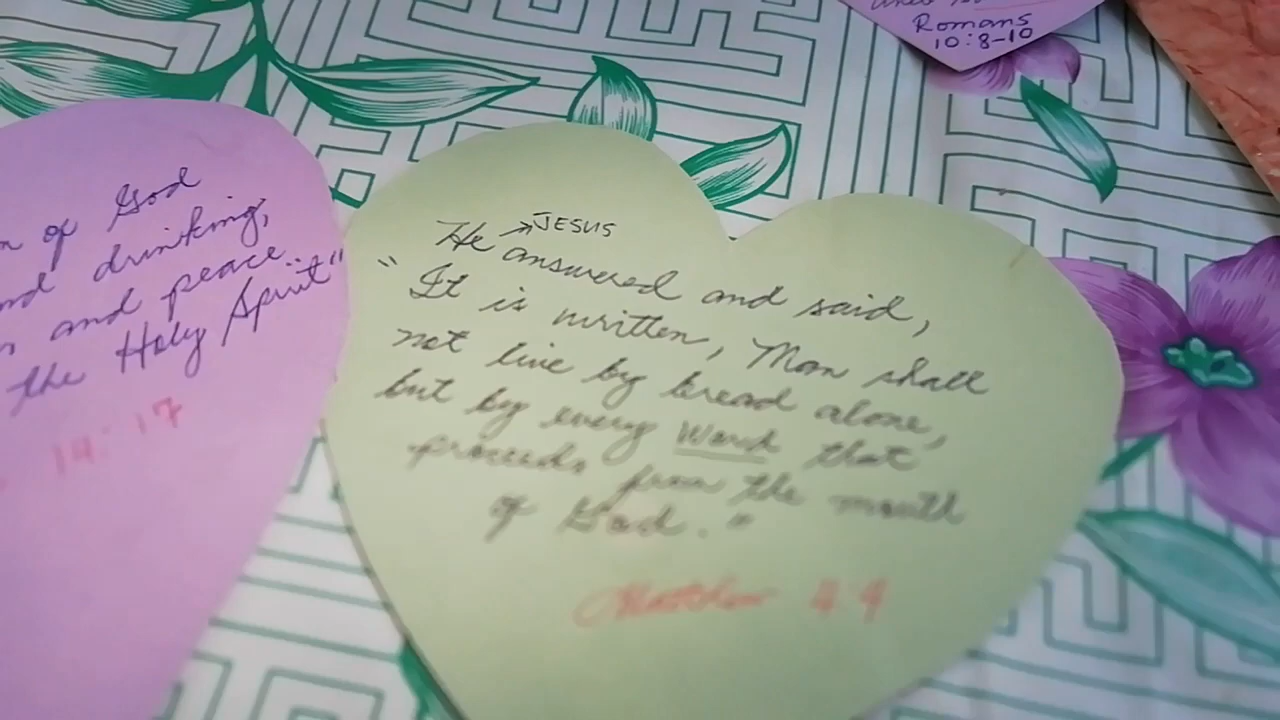 Romans
10:8-10
n of God
nd drinking,
and peace
the Holy Spirit"
14:17
JESUS
He answered and said,
"It is written, Man shall
not live by bread alone,
but by every Word that
proceeds from the mouth
of God."
Matthew 4:4